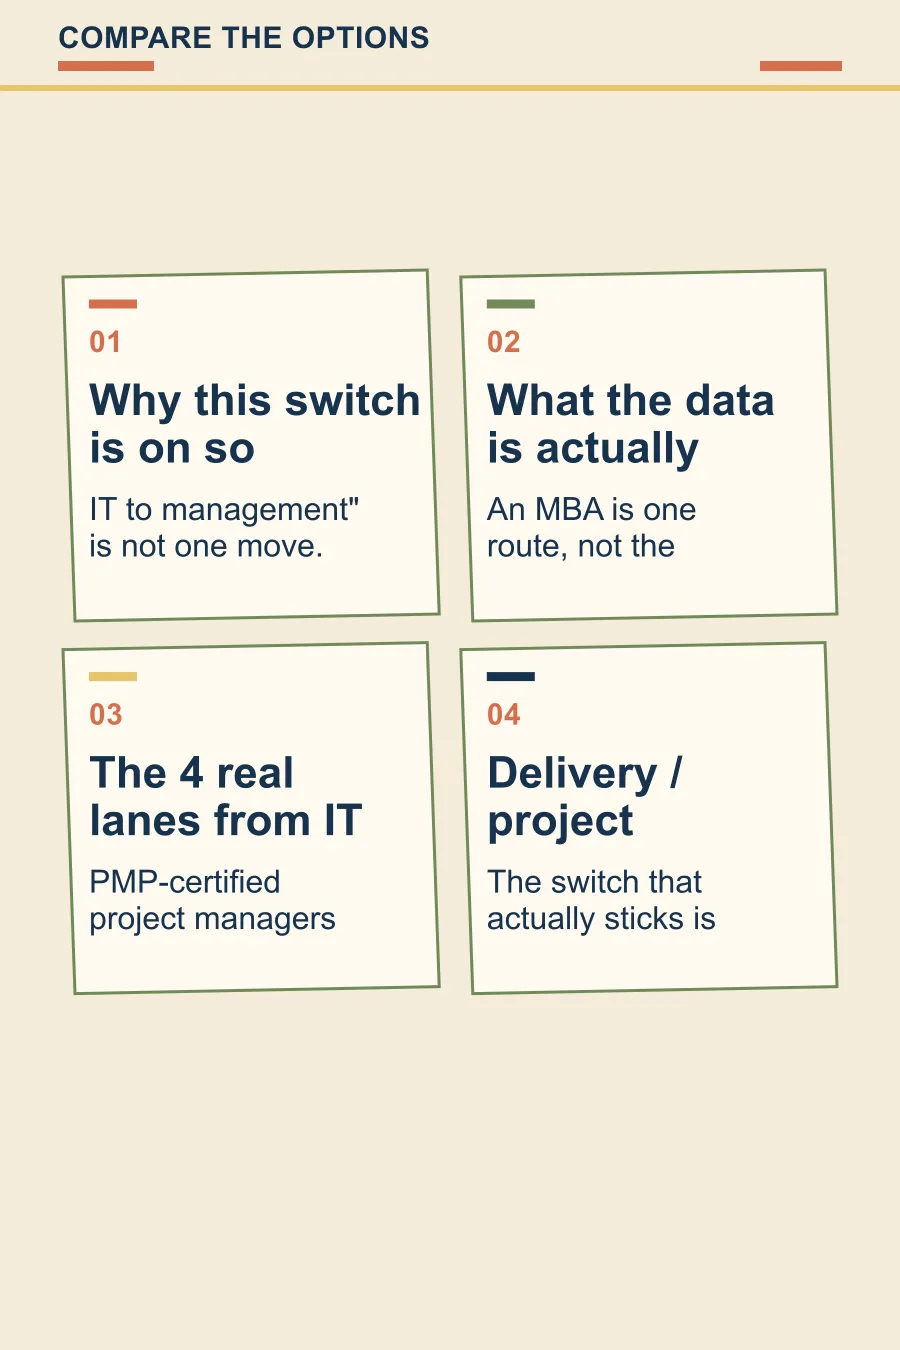 COMPARE THE OPTIONS
01
Why this switch
is on so
IT to management"
is not one move.
02
What the data
is actually
An MBA is one
route, not the
03
The 4 real
lanes from IT
PMP-certified
project managers
04
Delivery /
project
The switch that
actually sticks is